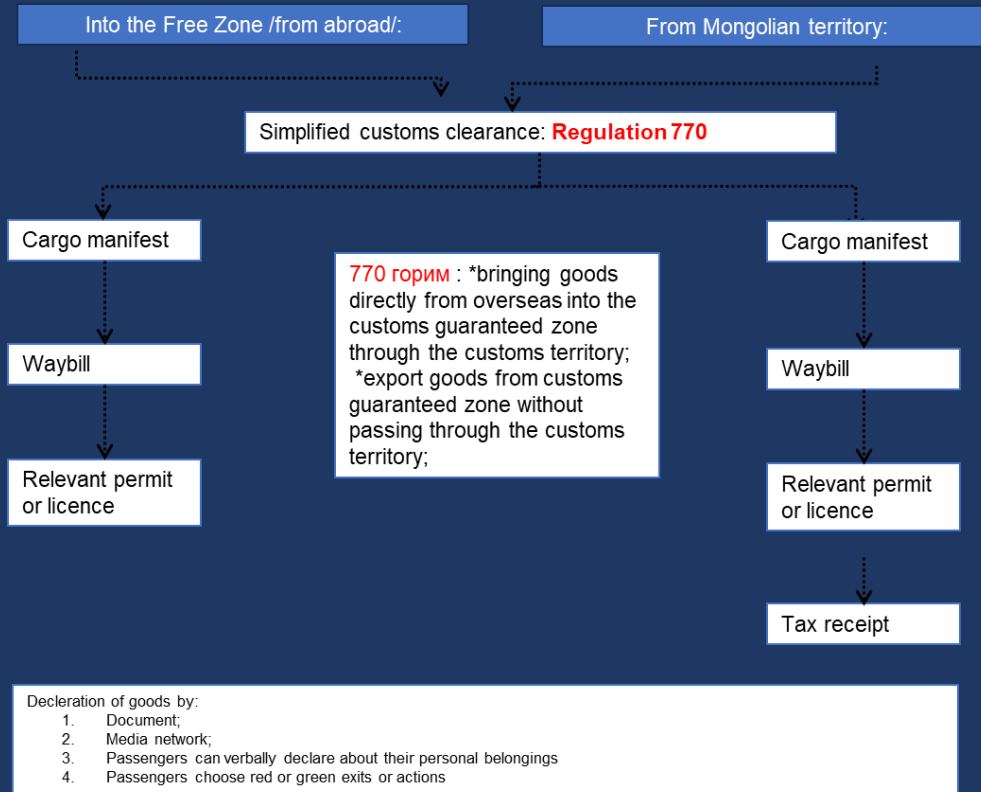 Into the Free Zone /from abroad/:
From Mongolian territory:
Simplified customs clearance: Regulation 770
Cargo manifest
Waybill
Relevant permit
or licence
770 горим : *bringing goods
directly from overseas into the
customs guaranteed zone
through the customs territory;
*export goods from customs
guaranteed zone without
passing through the customs
territory;
Cargo manifest
Waybill
Relevant permit
or licence
Tax receipt
Decleration of goods by:
1. Document;
2. Media network;
3. Passengers can verbally declare about their personal belongings
4. Passengers choose red or green exits or actions